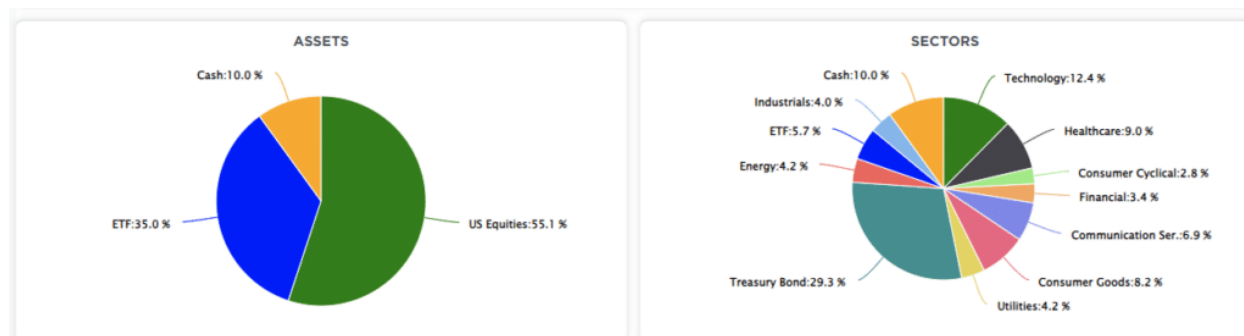 ASSETS
Cash:10.0 %
ETF:35.0 %
US Equities:55.1 %
SECTORS
Cash:10.0 %
Technology:12.4 %
Industrials:4.0 %
ETF:5.7 %
Healthcare:9.0 %
Energy:4.2 %
Consumer Cyclical:2.8 %
Financial:3.4 %
Communication Ser.:6.9 %
Treasury Bond:29.3 %
Consumer Goods:8.2 %
Utilities:4.2 %